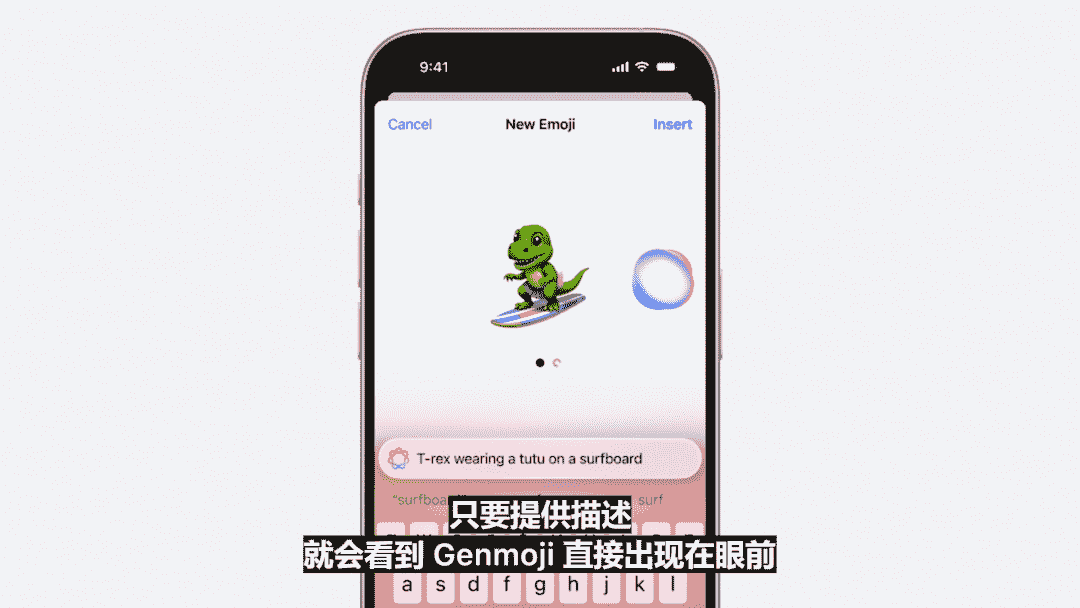 9:41
Cancel New Emoji Insert
T-rex wearing a tutu on a surfboard
surf
只要提供描述
就会看到 Genmoji 直接出现在眼前
a s d f g h j k l